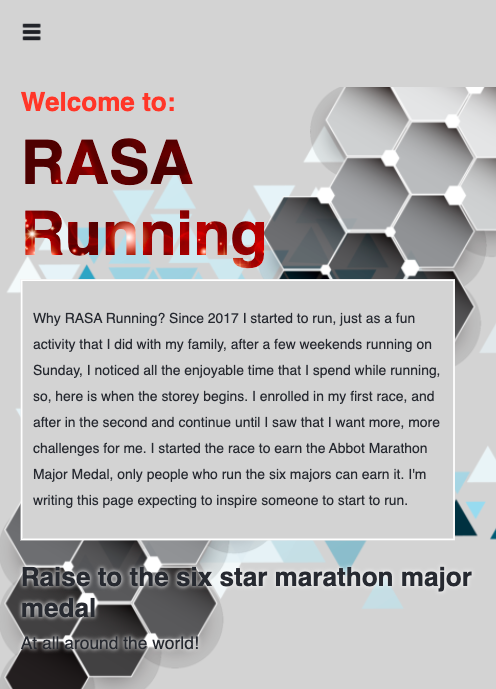 Welcome to:
RASA
Running
Why RASA Running? Since 2017 I started to run, just as a fun
activity that I did with my family, after a few weekends running on
Sunday, I noticed all the enjoyable time that I spend while running,
so, here is when the storey begins. I enrolled in my first race, and
after in the second and continue until I saw that I want more, more
challenges for me. I started the race to earn the Abbot Marathon
Major Medal, only people who run the six majors can earn it. I'm
writing this page expecting to inspire someone to start to run.
Raise to the six star marathon major
medal
At all around the world!